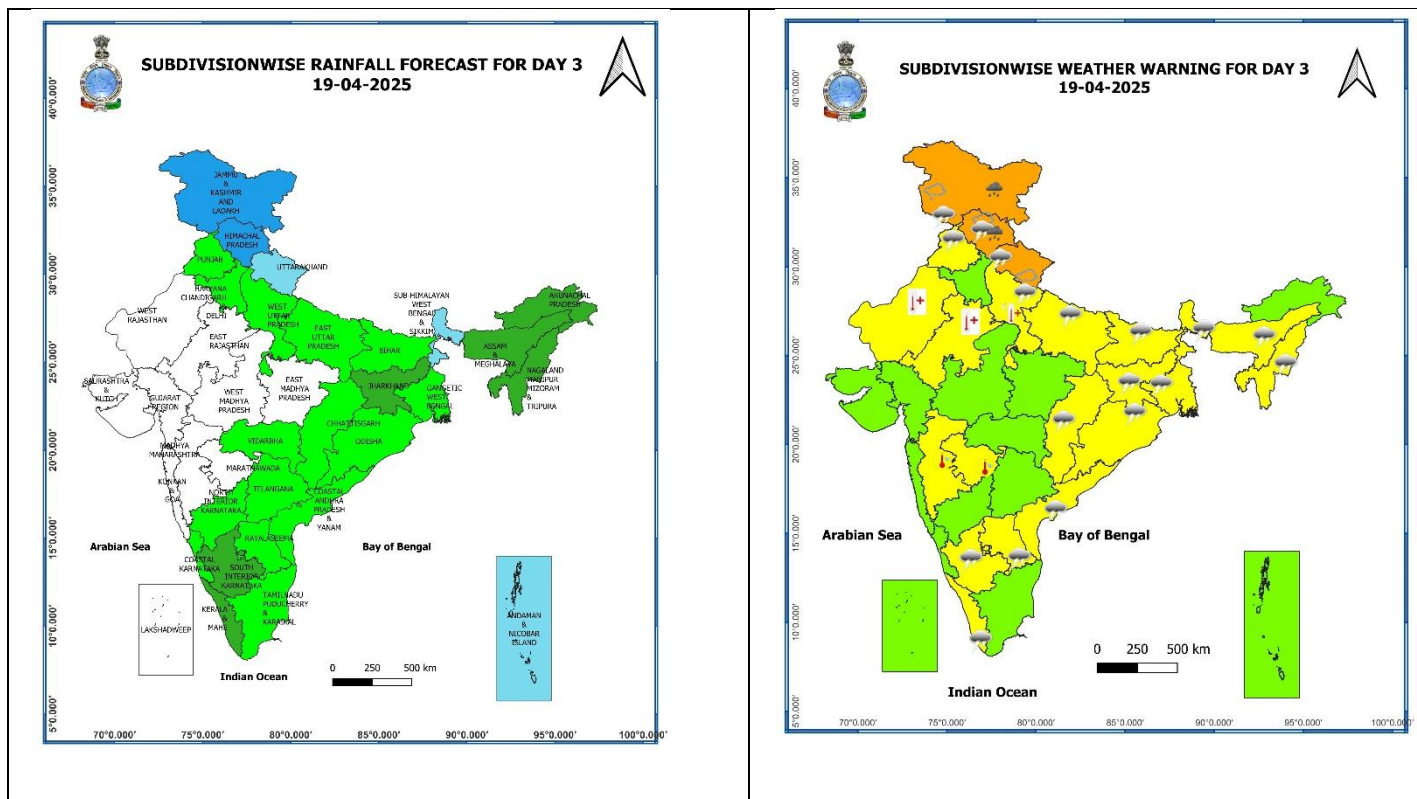 SUBDIVISIONWISE RAINFALL FORECAST FOR DAY 3
19-04-2025
40°0.000'
35°0.000'
30°0.000'
25°0.000'
20°0.000'
15°0.000'
10°0.000'
5°0.000'
JAMMU
&
KASHMIR
AND
LADAKH
HIMACHAL
PRADESH
PUNJAB
UTTARAKHAND
HARYANA
CHANDIGARH
DELHI
WEST
RAJASTHAN
WEST
UTTAR
PRADESH
EAST
RAJASTHAN
EAST
UTTAR
PRADESH
SUB HIMALAYAN
WEST
BENGAL
&
SIKKIM
ARUNACHAL
PRADESH
BIHAR
ASSAM
&
MEGHALAYA
NAGALAND
MANIPUR
MIZORAM
&
TRIPURA
SAURASHTRA
&
KUTCH
GUJARAT
REGION
WEST
MADHYA
PRADESH
EAST
MADHYA
PRADESH
JHARKHAND
GANGETIC
WEST
BENGAL
CHHATTISGARH
ODISHA
VIDARBHA
MADHYA
MAHARASHTRA
MARATHAWADA
KONKAN
&
GOA
NORTH
INTERIOR
KARNATAKA
TELANGANA
COASTAL
ANDHRA
PRADESH
&
YANAM
RAYALASEEMA
Arabian Sea
Bay of Bengal
COASTAL
KARNATAKA
SOUTH
INTERIOR
KARNATAKA
TAMILNADU
PUDUCHERRY
&
KARAIKAL
KERALA
&
MAHE
LAKSHADWEEP
ANDAMAN
&
NICOBAR
ISLAND
0 250 500 km
Indian Ocean
70°0.000' 75°0.000' 80°0.000' 85°0.000' 90°0.000' 95°0.000' 100°0.000'
SUBDIVISIONWISE WEATHER WARNING FOR DAY 3
19-04-2025
40°0.000'
35°0.000'
30°0.000'
25°0.000'
20°0.000'
15°0.000'
10°0.000'
5°0.000'
Arabian Sea
Bay of Bengal
0 250 500 km
Indian Ocean
70°0.000' 75°0.000' 80°0.000' 85°0.000' 90°0.000' 95°0.000' 100°0.000'